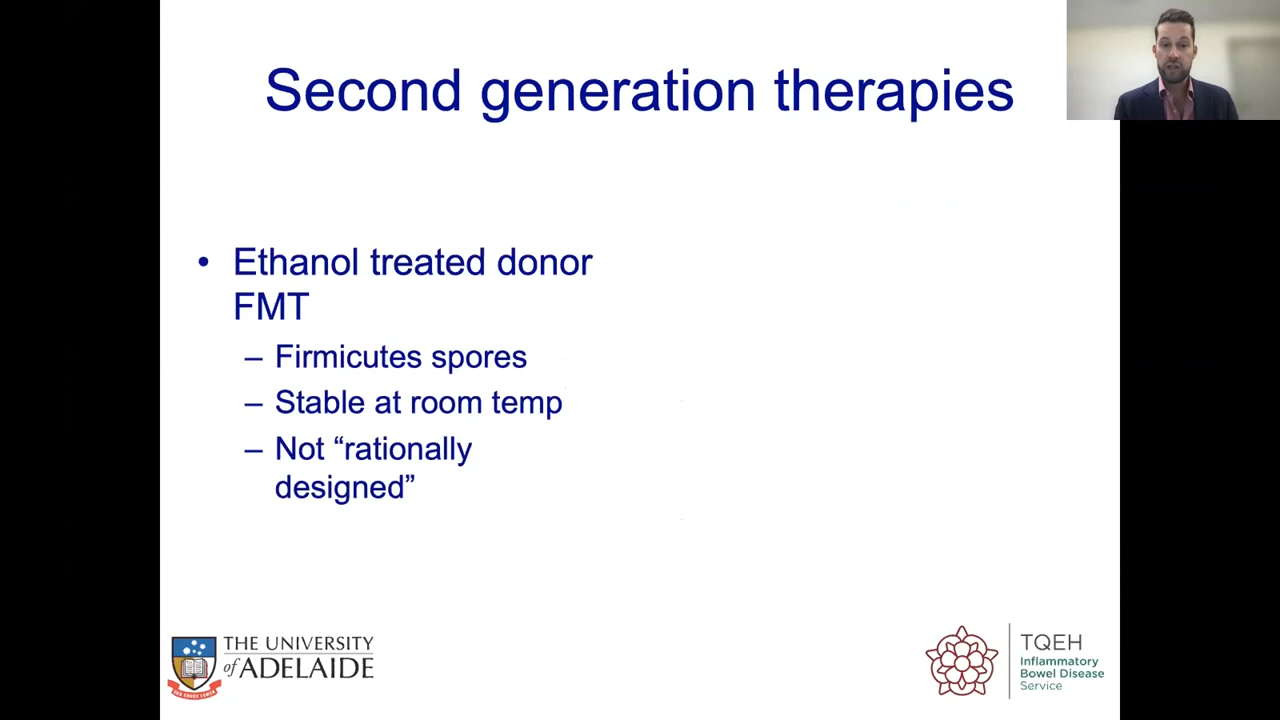 Second generation therapies
• Ethanol treated donor
FMT
– Firmicutes spores
– Stable at room temp
– Not “rationally
designed”
THE UNIVERSITY
of ADELAIDE
TQEH
Inflammatory
Bowel Disease
Service